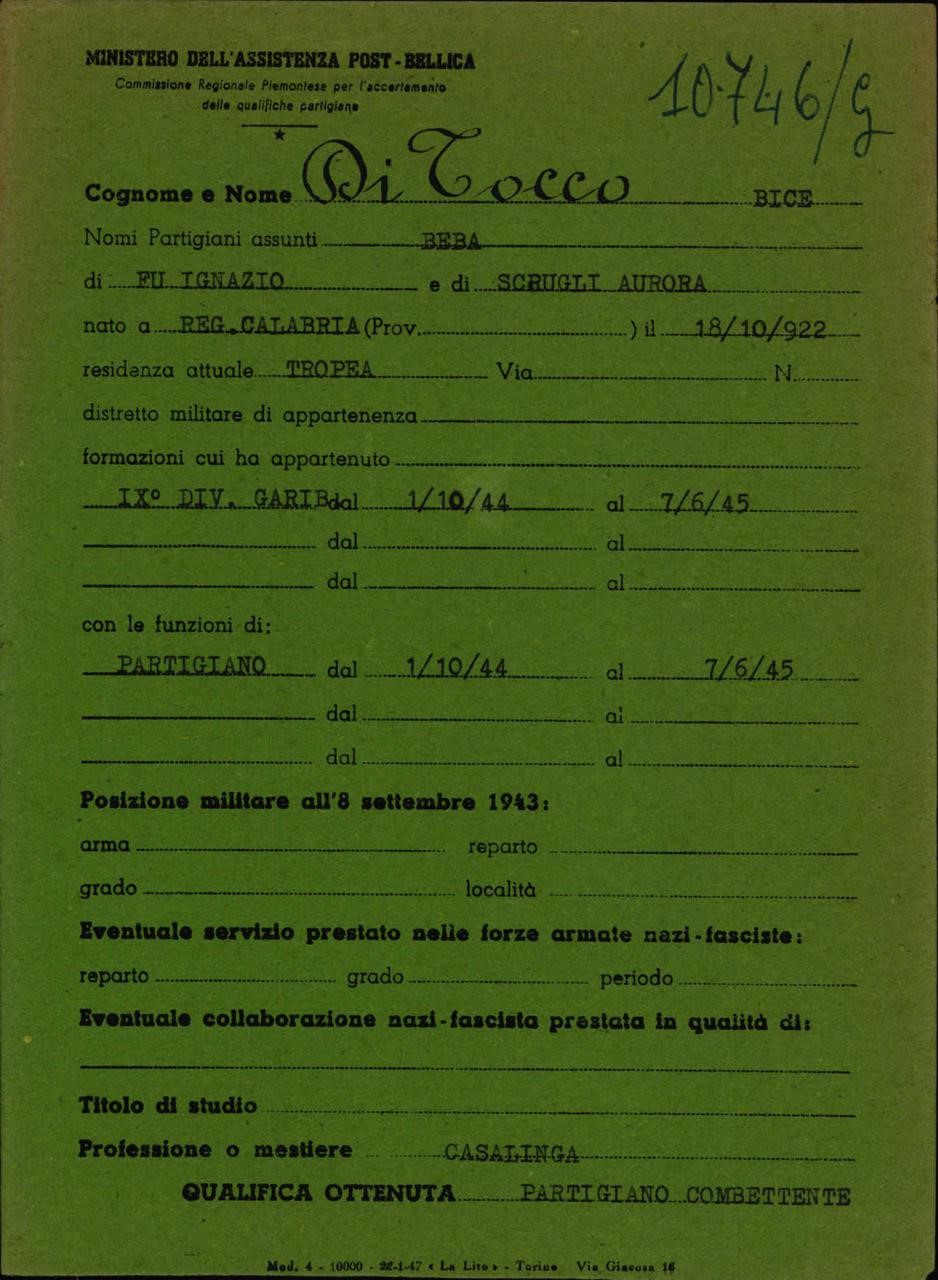 MINISTERO DELL'ASSISTENZA POST-BELLICA
Commissione Regionale Piemontese per l'accertamento
delle qualifiche partigiane
10746/G
Cognome e Nome Di Tocco BICE
Nomi Partigiani assunti BEBA
di FU IGNAZIO e di SCRUGLI AURORA
nato a REG.CALABRIA (Prov. ) il 18/10/922
residenza attuale TROPEA Via N.
distretto militare di appartenenza
formazioni cui ha appartenuto
IXº DIV. GARIB dal 1/10/44 al 7/6/45
dal al
dal al
con le funzioni di:
PARTIGIANO dal 1/10/44 al 7/6/45
dal al
dal al
Posizione militare all'8 settembre 1943:
arma reparto
grado località
Eventuale servizio prestato nelle forze armate nazi-fasciste:
reparto grado periodo
Eventuale collaborazione nazi-fascista prestata in qualità di:
Titolo di studio
Professione o mestiere CASALINGA
QUALIFICA OTTENUTA PARTIGIANO COMBETTENTE
Mod. 4 - 10000 - 22-1-47 « La Lito » - Torino Via Giacosa 16